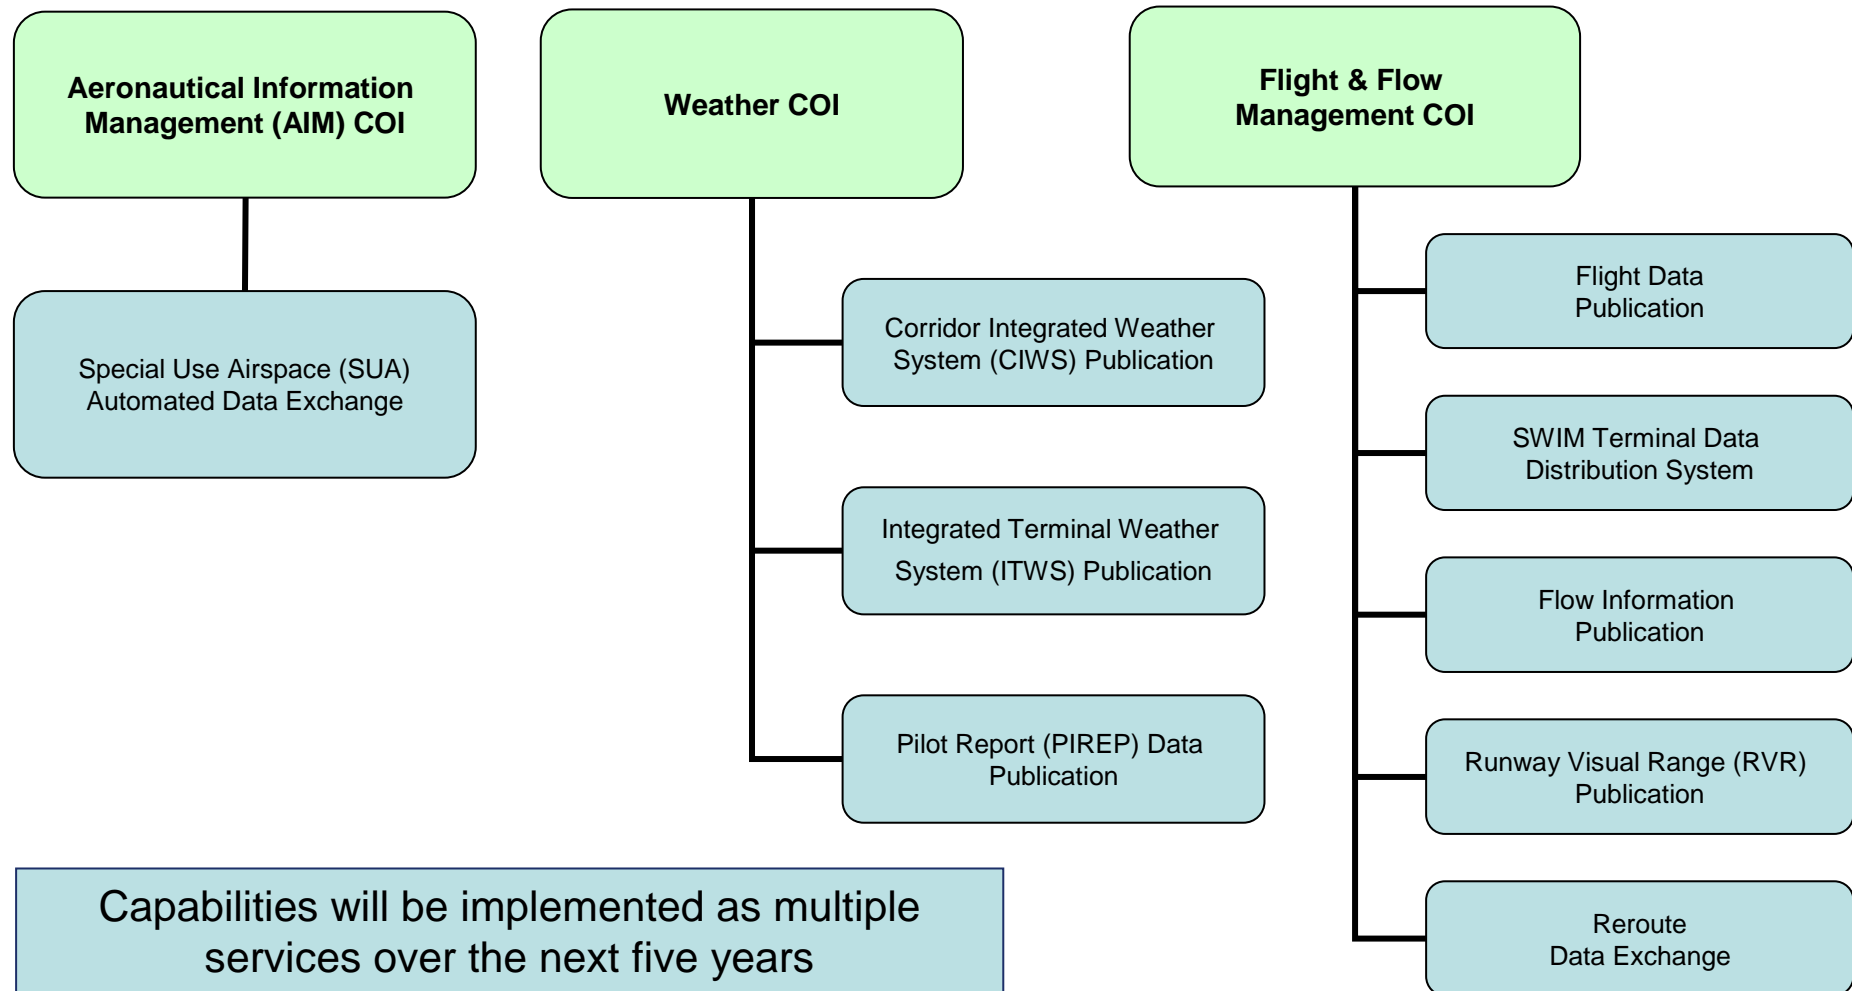 Aeronautical Information
Management (AIM) COI
Weather COI
Flight & Flow
Management COI
Special Use Airspace (SUA)
Automated Data Exchange
Corridor Integrated Weather
System (CIWS) Publication
Integrated Terminal Weather
System (ITWS) Publication
Pilot Report (PIREP) Data
Publication
Flight Data
Publication
SWIM Terminal Data
Distribution System
Flow Information
Publication
Runway Visual Range (RVR)
Publication
Reroute
Data Exchange
Capabilities will be implemented as multiple
services over the next five years